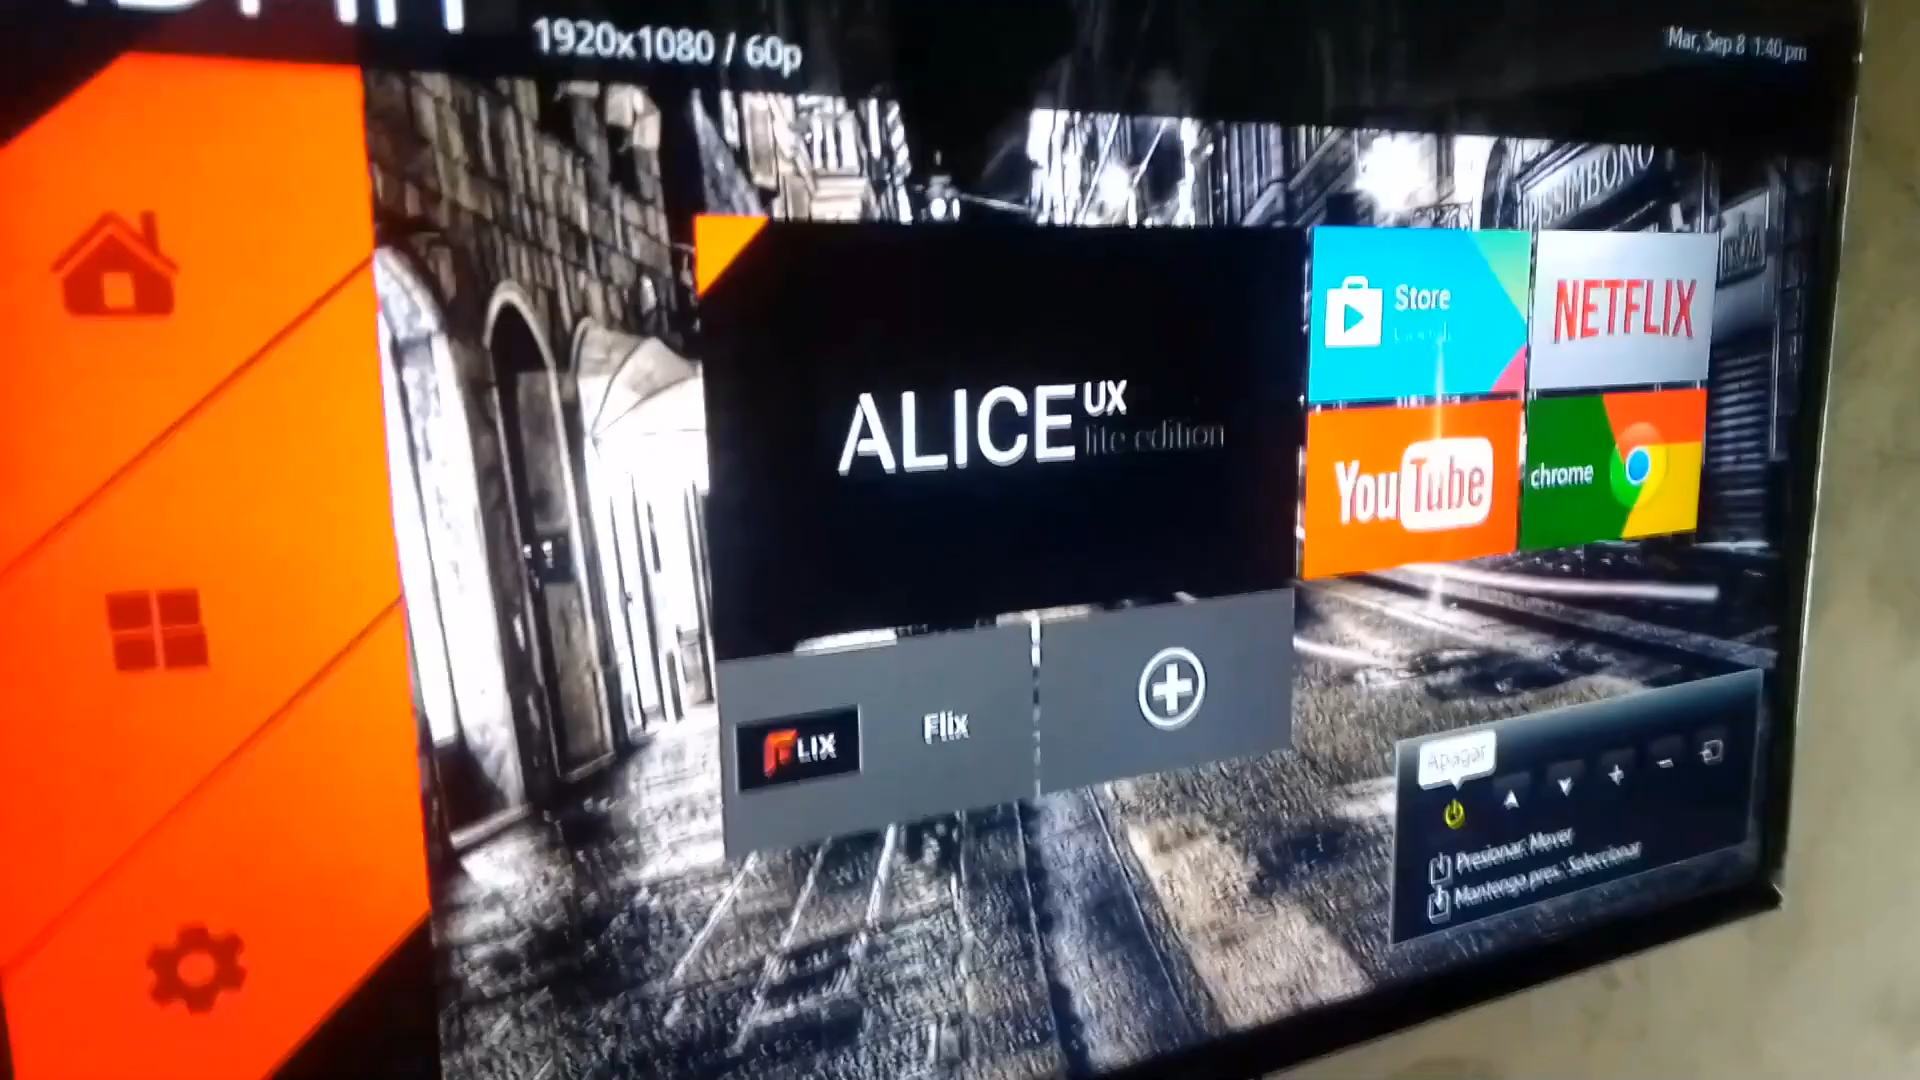 1920x1080 / 60p
Mar, Sep 8 1:40 pm
PISSIMBONO
ALICE UX
lite edition
Store
NETFLIX
YouTube
chrome
FLIX
Flix
Apagar
Presionar: Mover
Mantenga pres.: Seleccionar